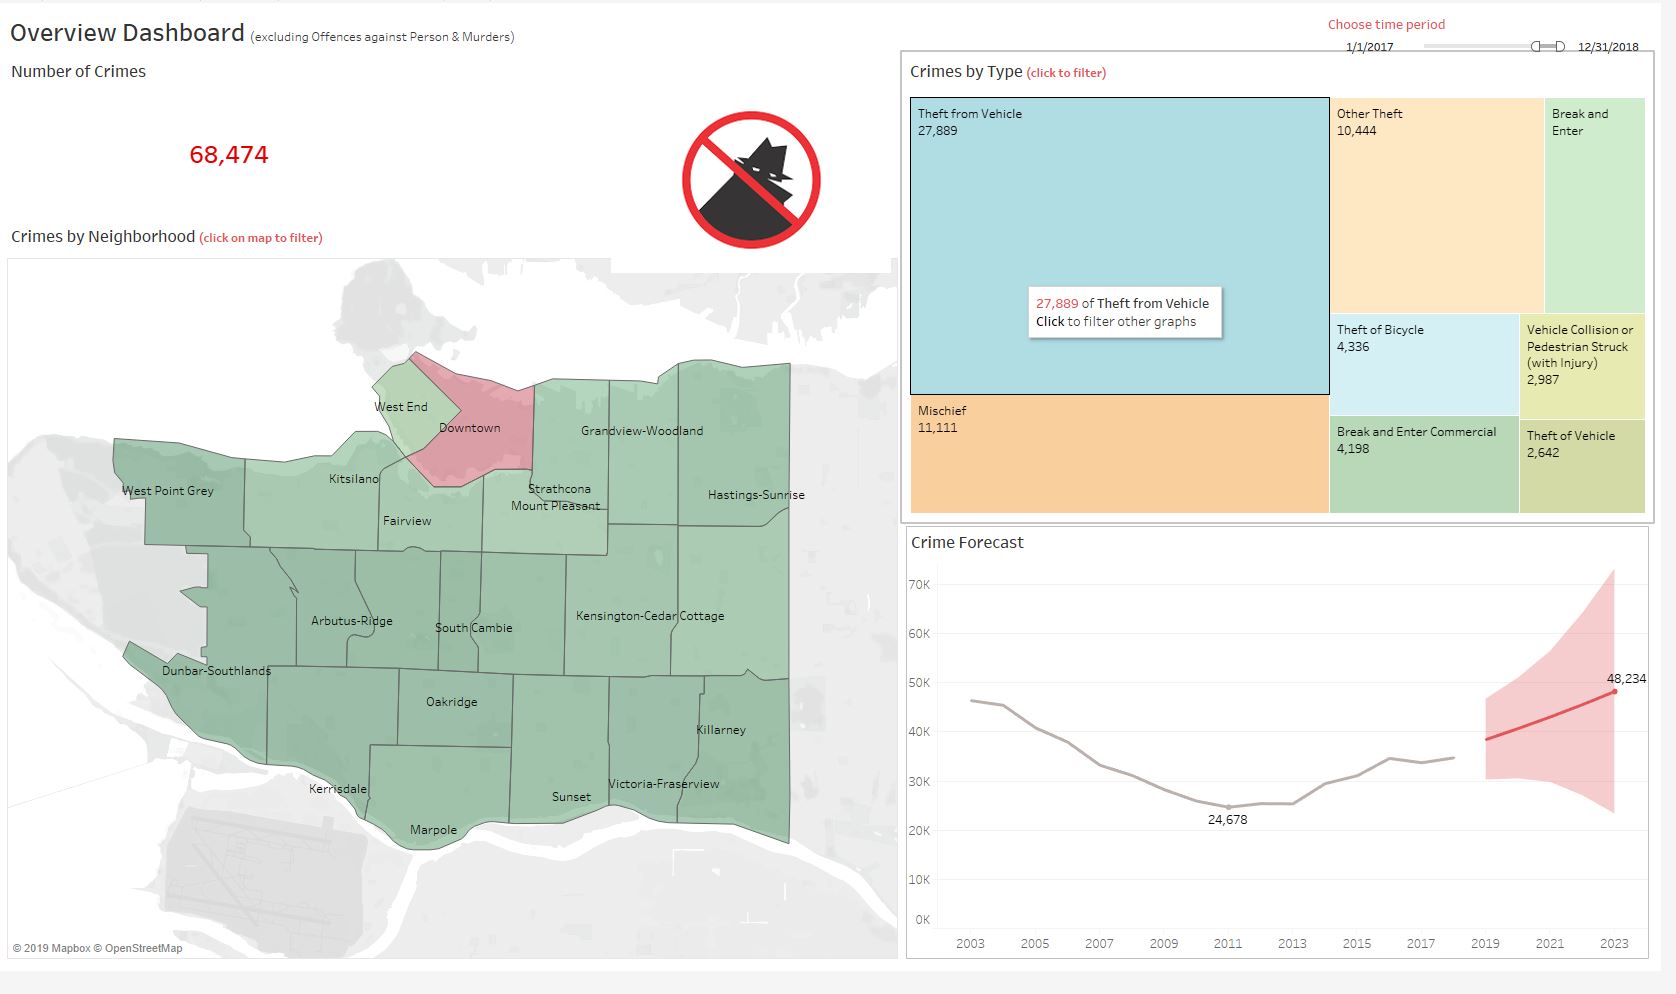 Overview Dashboard (excluding Offences against Person & Murders)
Choose time period
1/1/2017
12/31/2018
Number of Crimes
68,474
Crimes by Neighborhood (click on map to filter)
West End
Downtown
Grandview-Woodland
Kitsilano
West Point Grey
Strathcona
Hastings-Sunrise
Mount Pleasant
Fairview
Arbutus-Ridge
South Cambie
Kensington-Cedar Cottage
Dunbar-Southlands
Oakridge
Killarney
Kerrisdale
Victoria-Fraserview
Sunset
Marpole
© 2019 Mapbox © OpenStreetMap
Crimes by Type (click to filter)
Theft from Vehicle
27,889
27,889 of Theft from Vehicle
Click to filter other graphs
Mischief
11,111
Other Theft
10,444
Break and
Enter
Theft of Bicycle
4,336
Vehicle Collision or
Pedestrian Struck
(with Injury)
2,987
Break and Enter Commercial
4,198
Theft of Vehicle
2,642
Crime Forecast
70K
60K
50K
40K
30K
20K
10K
0K
48,234
24,678
2003
2005
2007
2009
2011
2013
2015
2017
2019
2021
2023